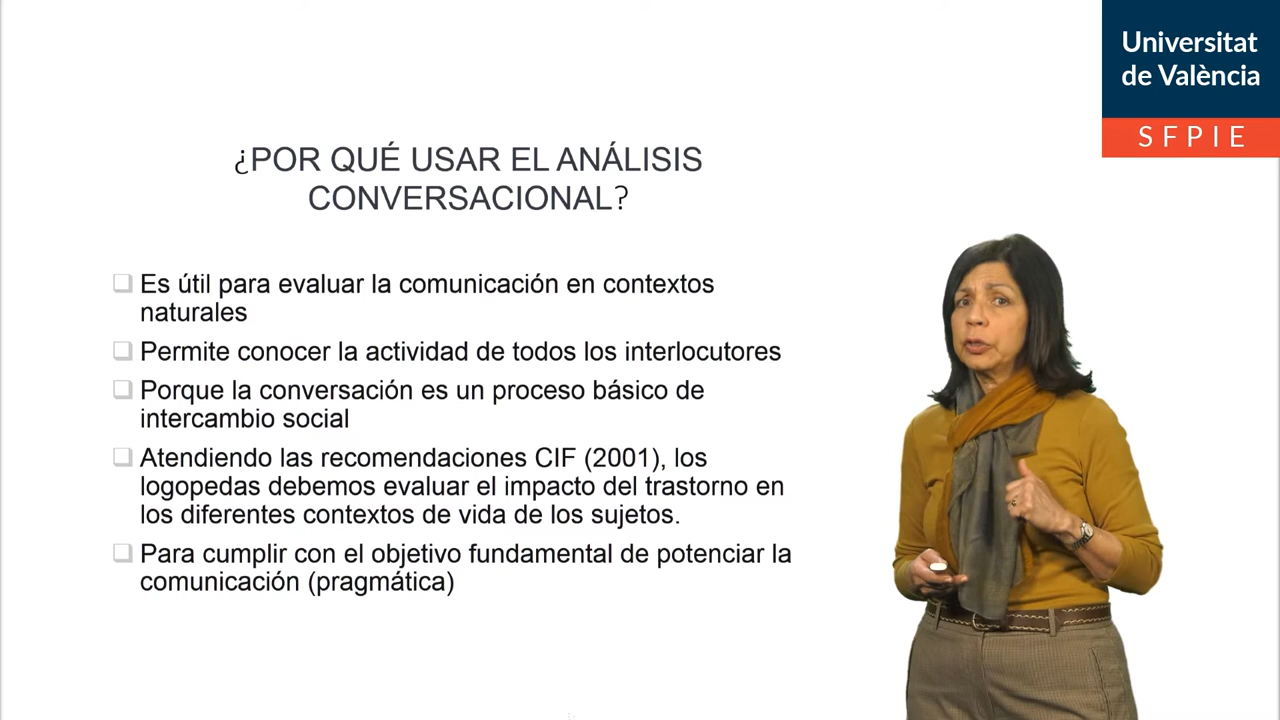 Universitat
de València
SFPIE
¿POR QUÉ USAR EL ANÁLISIS
CONVERSACIONAL?
Es útil para evaluar la comunicación en contextos
naturales
Permite conocer la actividad de todos los interlocutores
Porque la conversación es un proceso básico de
intercambio social
Atendiendo las recomendaciones CIF (2001), los
logopedas debemos evaluar el impacto del trastorno en
los diferentes contextos de vida de los sujetos.
Para cumplir con el objetivo fundamental de potenciar la
comunicación (pragmática)